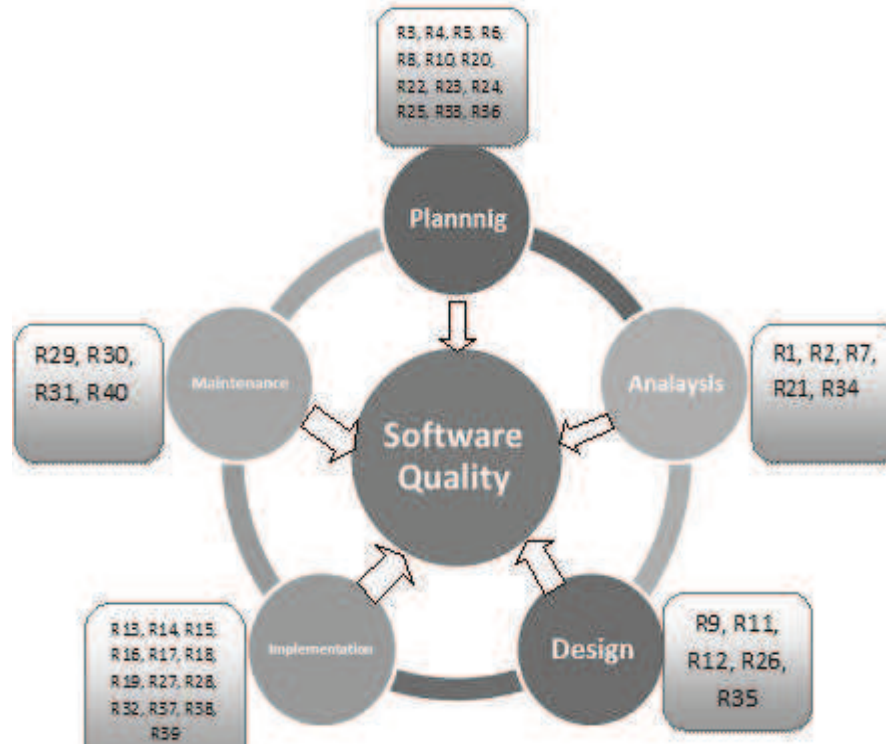 R3, R4, R5, R6,
R8, R10, R20,
R22, R23, R24,
R25, R33, R36
Plannnig
R29, R30,
R31, R40
Maintenance
R1, R2, R7,
R21, R34
Analaysis
Software
Quality
R13, R14, R15,
R16, R17, R18,
R19, R27, R28,
R32, R37, R38,
R39
Implementation
Design
R9, R11,
R12, R26,
R35